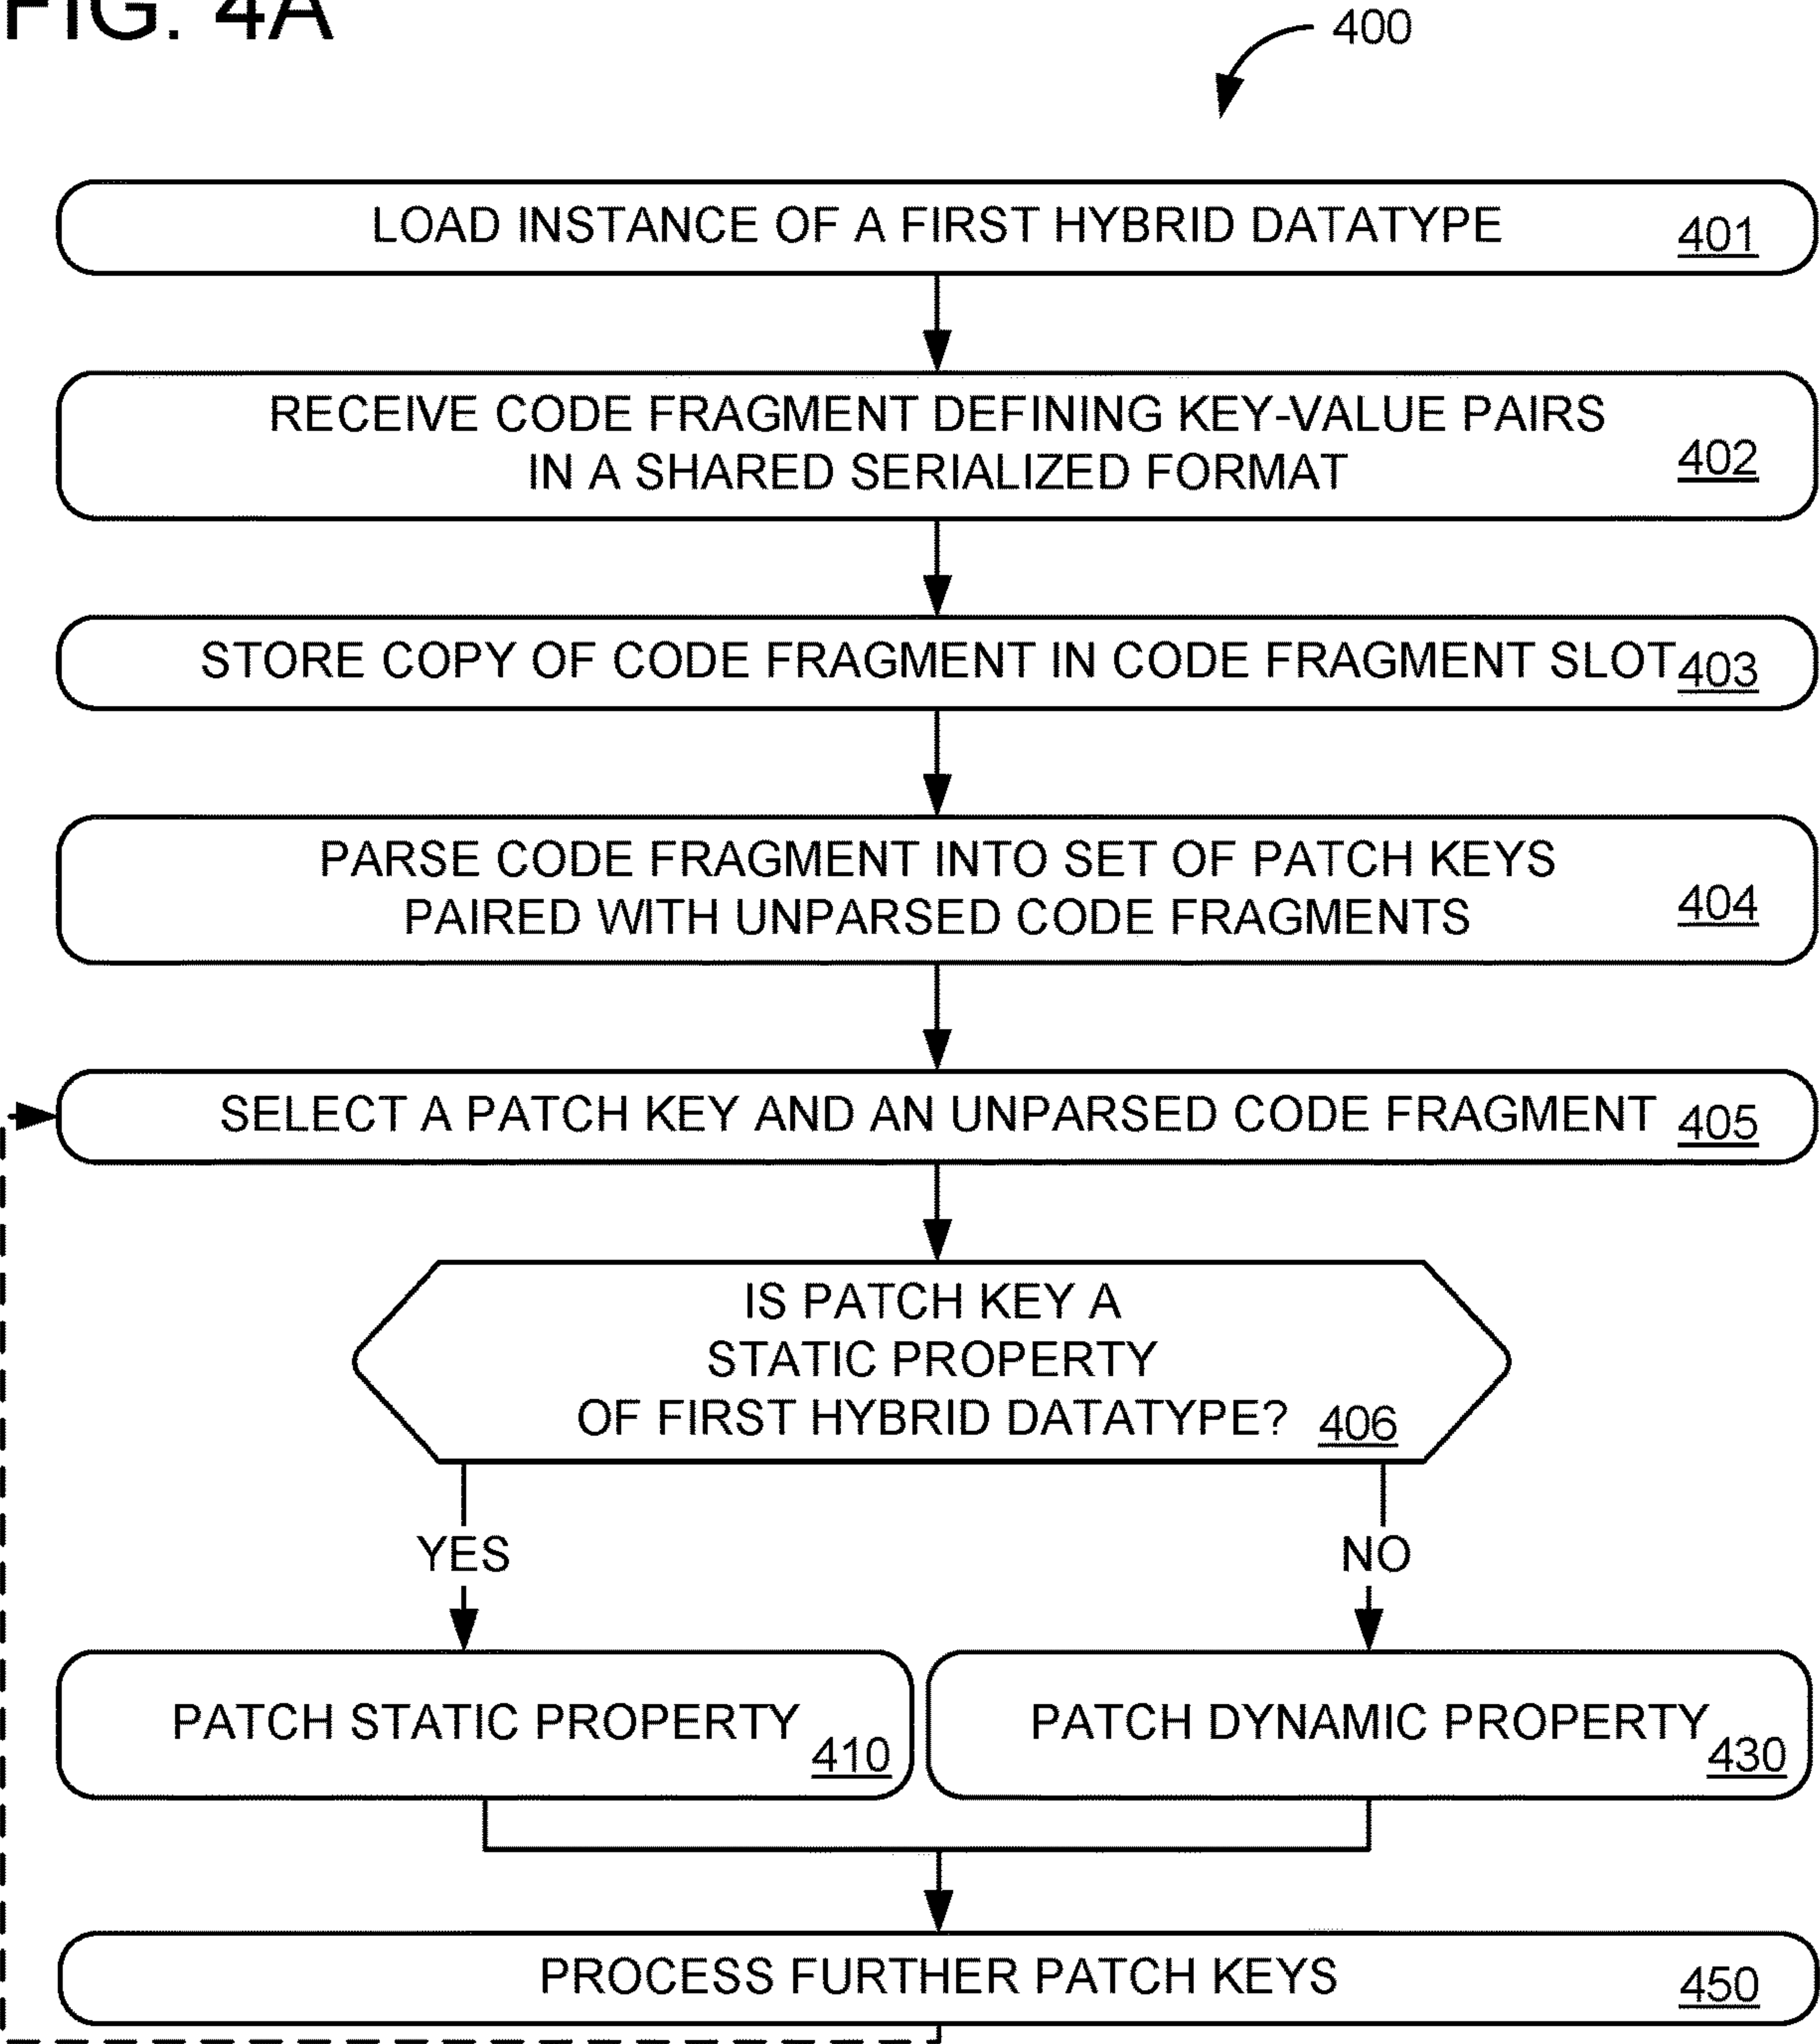 FIG. 4A
400
LOAD INSTANCE OF A FIRST HYBRID DATATYPE 401
RECEIVE CODE FRAGMENT DEFINING KEY-VALUE PAIRS
IN A SHARED SERIALIZED FORMAT 402
STORE COPY OF CODE FRAGMENT IN CODE FRAGMENT SLOT 403
PARSE CODE FRAGMENT INTO SET OF PATCH KEYS
PAIRED WITH UNPARSED CODE FRAGMENTS 404
SELECT A PATCH KEY AND AN UNPARSED CODE FRAGMENT 405
IS PATCH KEY A
STATIC PROPERTY
OF FIRST HYBRID DATATYPE? 406
YES NO
PATCH STATIC PROPERTY 410
PATCH DYNAMIC PROPERTY 430
PROCESS FURTHER PATCH KEYS 450